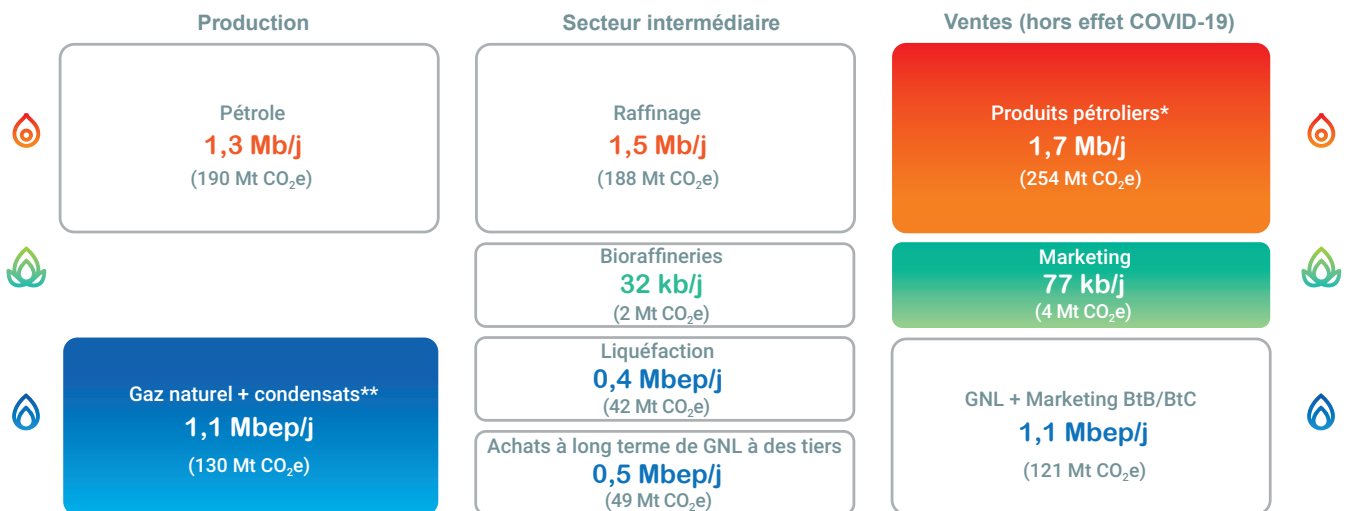 Production
Pétrole
1,3 Mb/j
(190 Mt CO₂e)
Gaz naturel + condensats**
1,1 Mbep/j
(130 Mt CO₂e)
Secteur intermédiaire
Raffinage
1,5 Mb/j
(188 Mt CO₂e)
Bioraffineries
32 kb/j
(2 Mt CO₂e)
Liquéfaction
0,4 Mbep/j
(42 Mt CO₂e)
Achats à long terme de GNL à des tiers
0,5 Mbep/j
(49 Mt CO₂e)
Ventes (hors effet COVID-19)
Produits pétroliers*
1,7 Mb/j
(254 Mt CO₂e)
Marketing
77 kb/j
(4 Mt CO₂e)
GNL + Marketing BtB/BtC
1,1 Mbep/j
(121 Mt CO₂e)